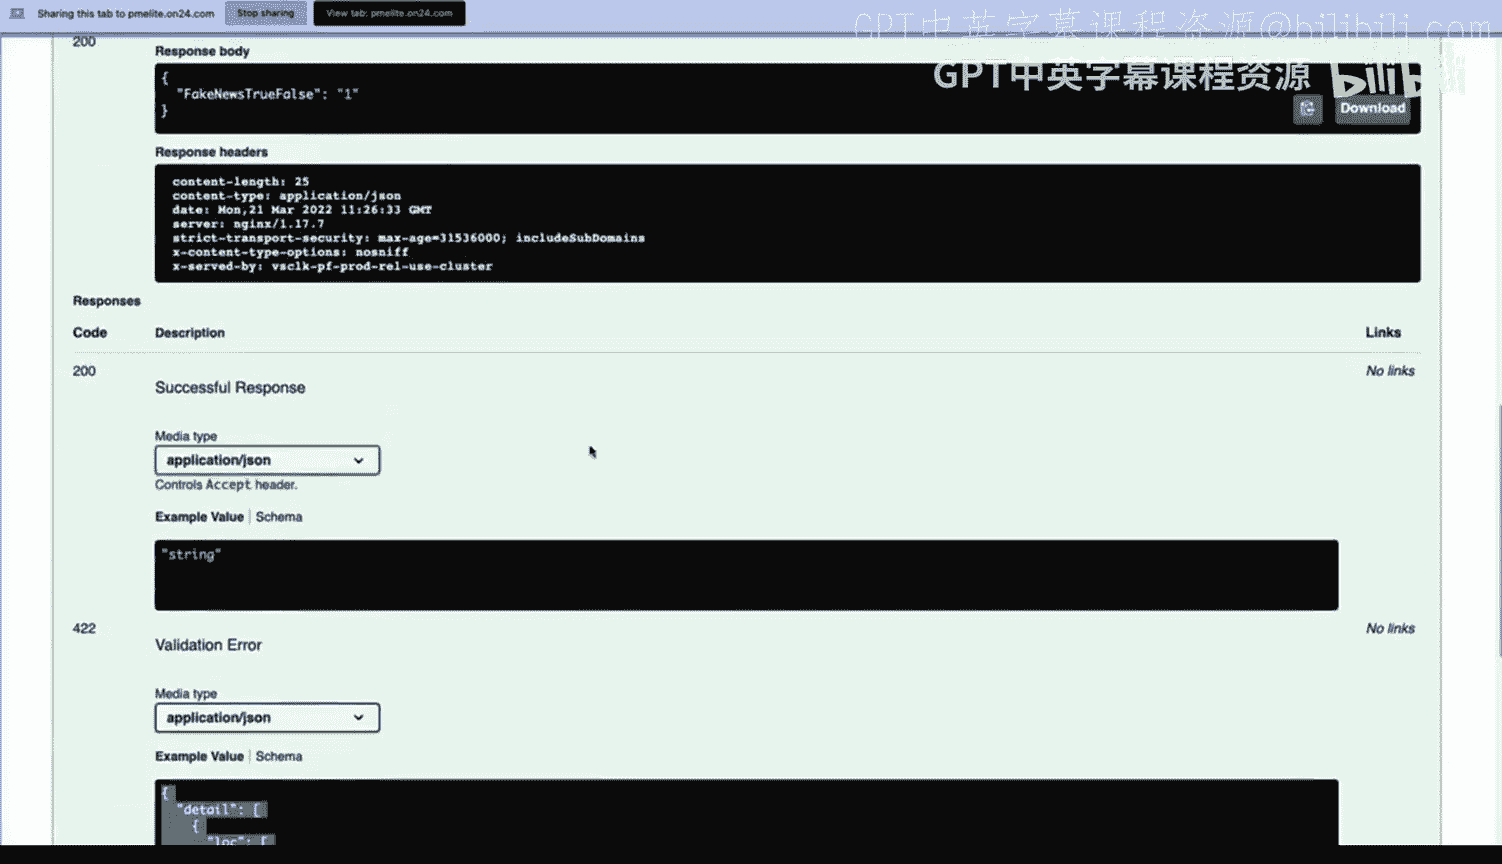 Sharing this tab to pmelite.on24.com
Stop sharing
View tab: pmelite.on24.com
GPT中英字幕课程资源@bilibili.com
GPT中英字幕课程资源
200
Response body
{
"FakeNewsTrueFalse": "1"
}
Download
Response headers
content-length: 25
content-type: application/json
date: Mon,21 Mar 2022 11:26:33 GMT
server: nginx/1.17.7
strict-transport-security: max-age=31536000; includeSubDomains
x-content-type-options: nosniff
x-served-by: vsclk-pf-prod-rel-use-cluster
Responses
Code Description Links
200 No links
Successful Response
Media type
application/json
Controls Accept header.
Example Value | Schema
"string"
422 No links
Validation Error
Media type
application/json
Example Value | Schema
{
"detail": [
{
"loc": [